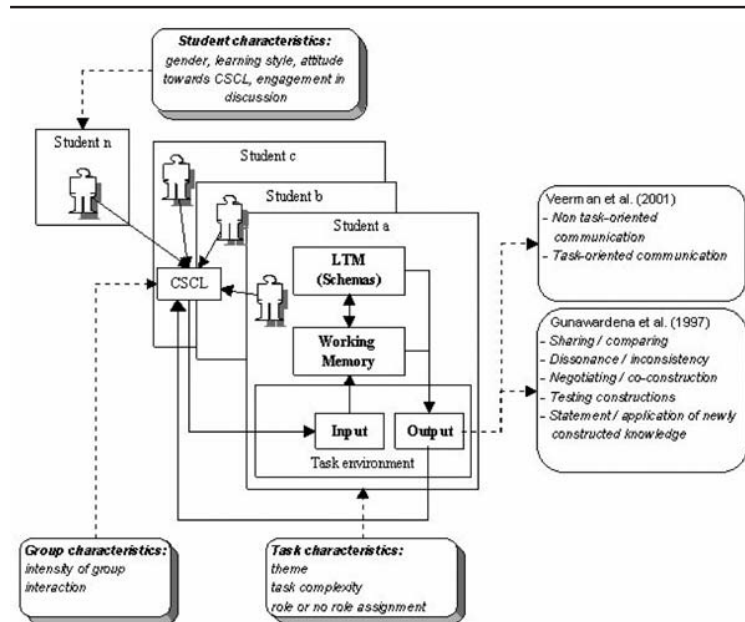 Student characteristics:
gender, learning style, attitude
towards CSCL, engagement in
discussion
Student n
Student c
Student b
Student a
CSCL
LTM
(Schemas)
Working
Memory
Input
Output
Task environment
Veerman et al. (2001)
- Non task-oriented
communication
- Task-oriented communication
Gunawardena et al. (1997)
- Sharing / comparing
- Dissonance / inconsistency
- Negotiating / co-construction
- Testing constructions
- Statement / application of newly
constructed knowledge
Group characteristics:
intensity of group
interaction
Task characteristics:
theme
task complexity
role or no role assignment